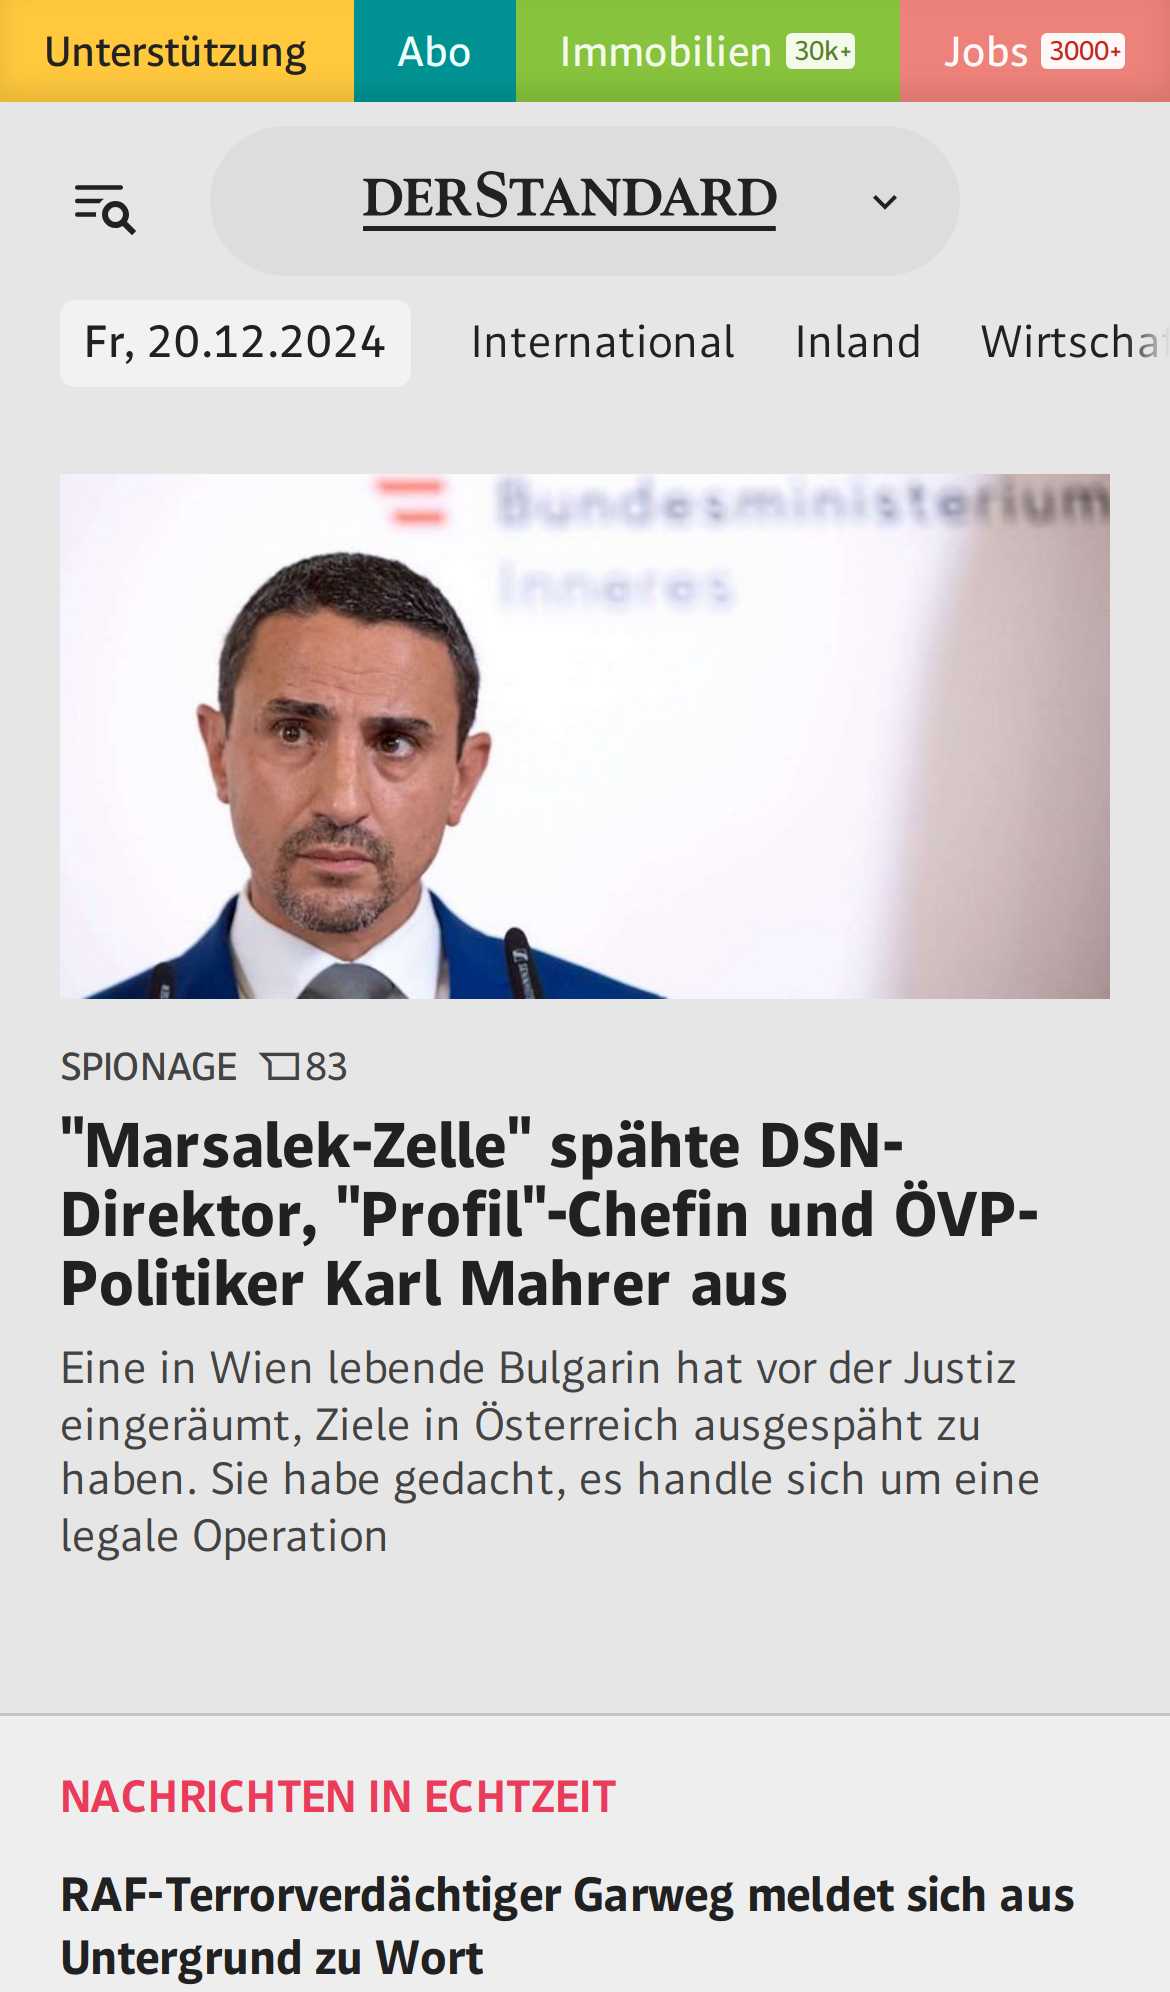 Unterstützung Abo Immobilien 30k+ Jobs 3000+
DER STANDARD
Fr, 20.12.2024 International Inland Wirtscha
Bundesministerium
Inneres
SPIONAGE 83
"Marsalek-Zelle" spähte DSN-
Direktor, "Profil"-Chefin und ÖVP-
Politiker Karl Mahrer aus
Eine in Wien lebende Bulgarin hat vor der Justiz
eingeräumt, Ziele in Österreich ausgespäht zu
haben. Sie habe gedacht, es handle sich um eine
legale Operation
NACHRICHTEN IN ECHTZEIT
RAF-Terrorverdächtiger Garweg meldet sich aus
Untergrund zu Wort